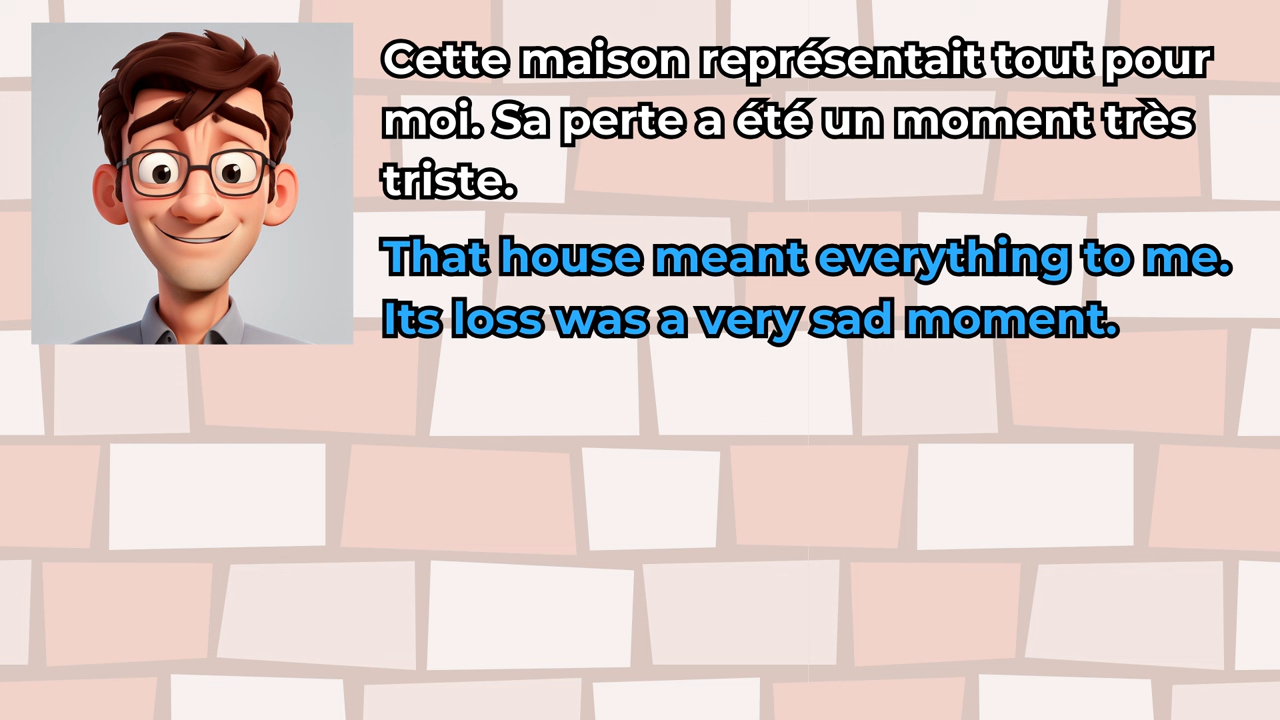 Cette maison représentait tout pour
moi. Sa perte a été un moment très
triste.
That house meant everything to me.
Its loss was a very sad moment.